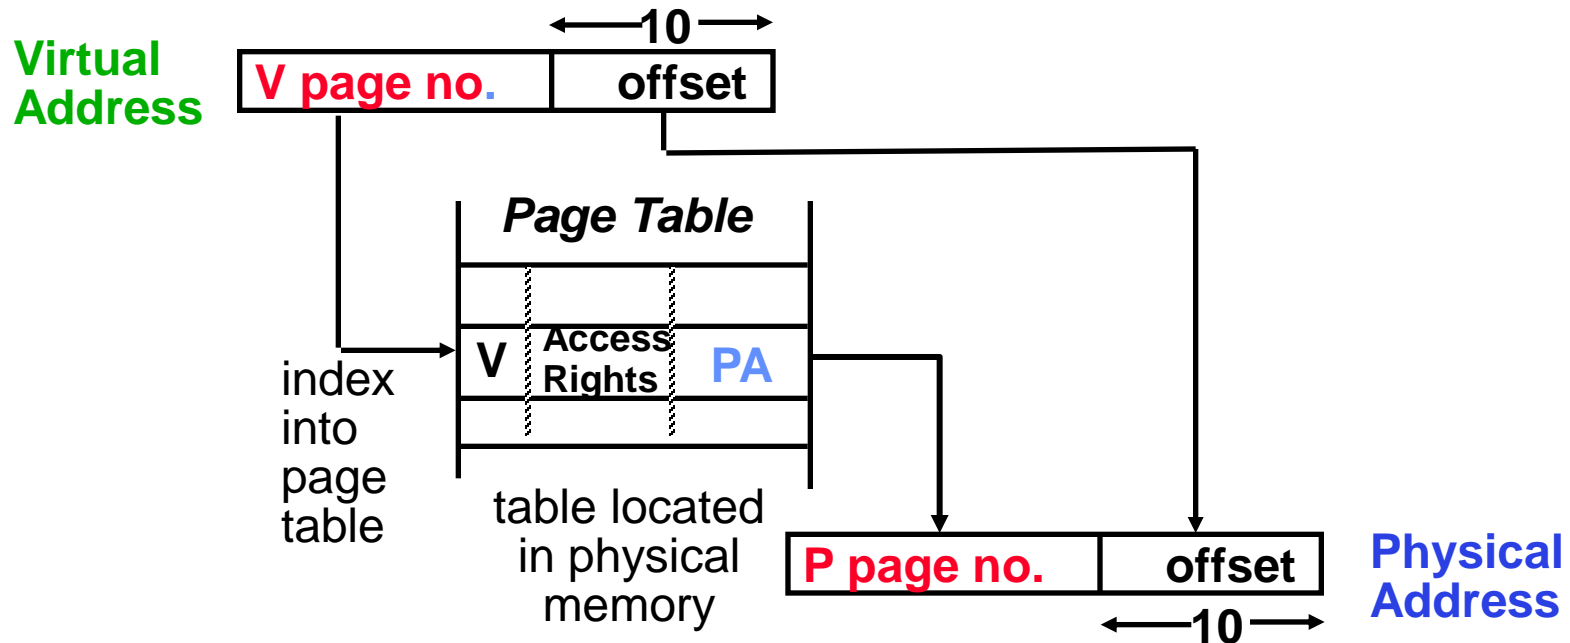 10
Virtual
Address
V page no.
offset
Page Table
V
Access
Rights
PA
index
into
page
table
table located
in physical
memory
P page no.
offset
Physical
Address
10